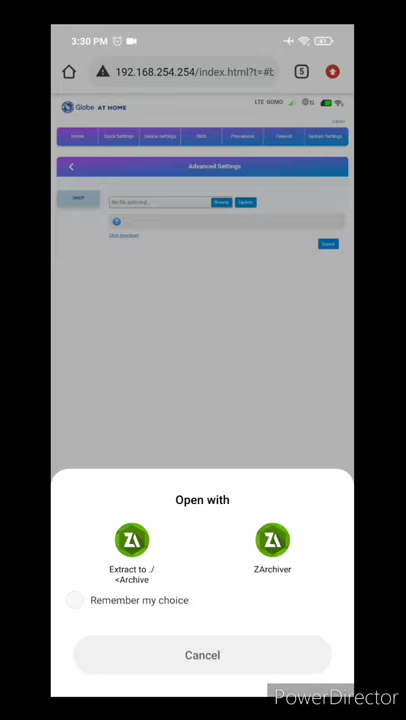 3:30 PM
192.168.254.254/index.html?t=#b
5
Globe AT HOME
LTE GOMO
Home Quick Settings Device Settings SMS Phonebook Firewall System Settings
Advanced Settings
No file selected... Browse Update
Click download
Export
Open with
Extract to ./
<Archive
ZArchiver
Remember my choice
Cancel
PowerDirector